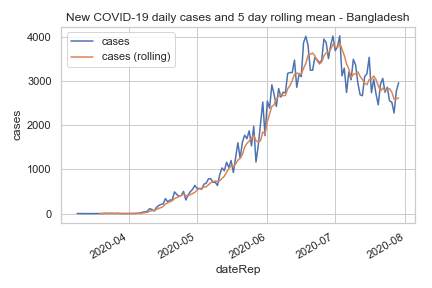 New COVID-19 daily cases and 5 day rolling mean - Bangladesh
cases
cases (rolling)
4000
3000
2000
1000
0
cases
2020-04
2020-05
2020-06
2020-07
2020-08
dateRep